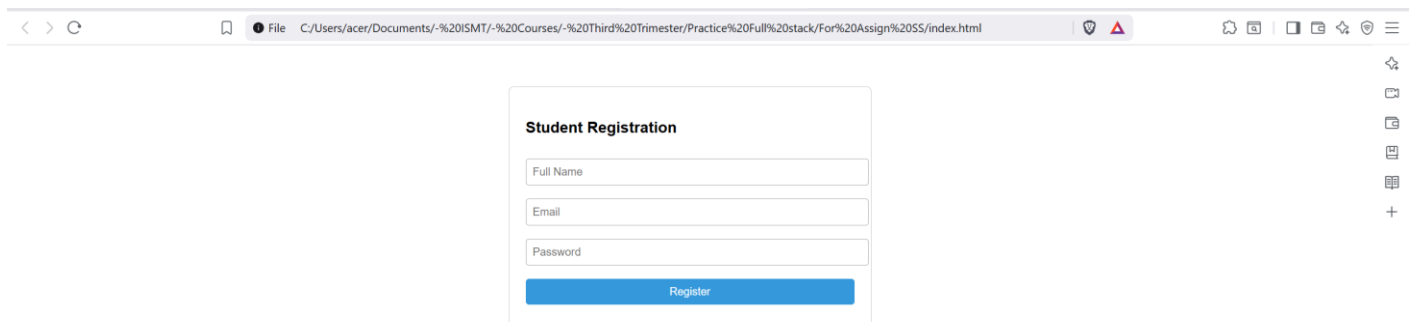 File C:/Users/acer/Documents/-%20ISMT/-%20Courses/-%20Third%20Trimester/Practice%20Full%20stack/For%20Assign%20SS/index.html
Student Registration
Full Name
Email
Password
Register